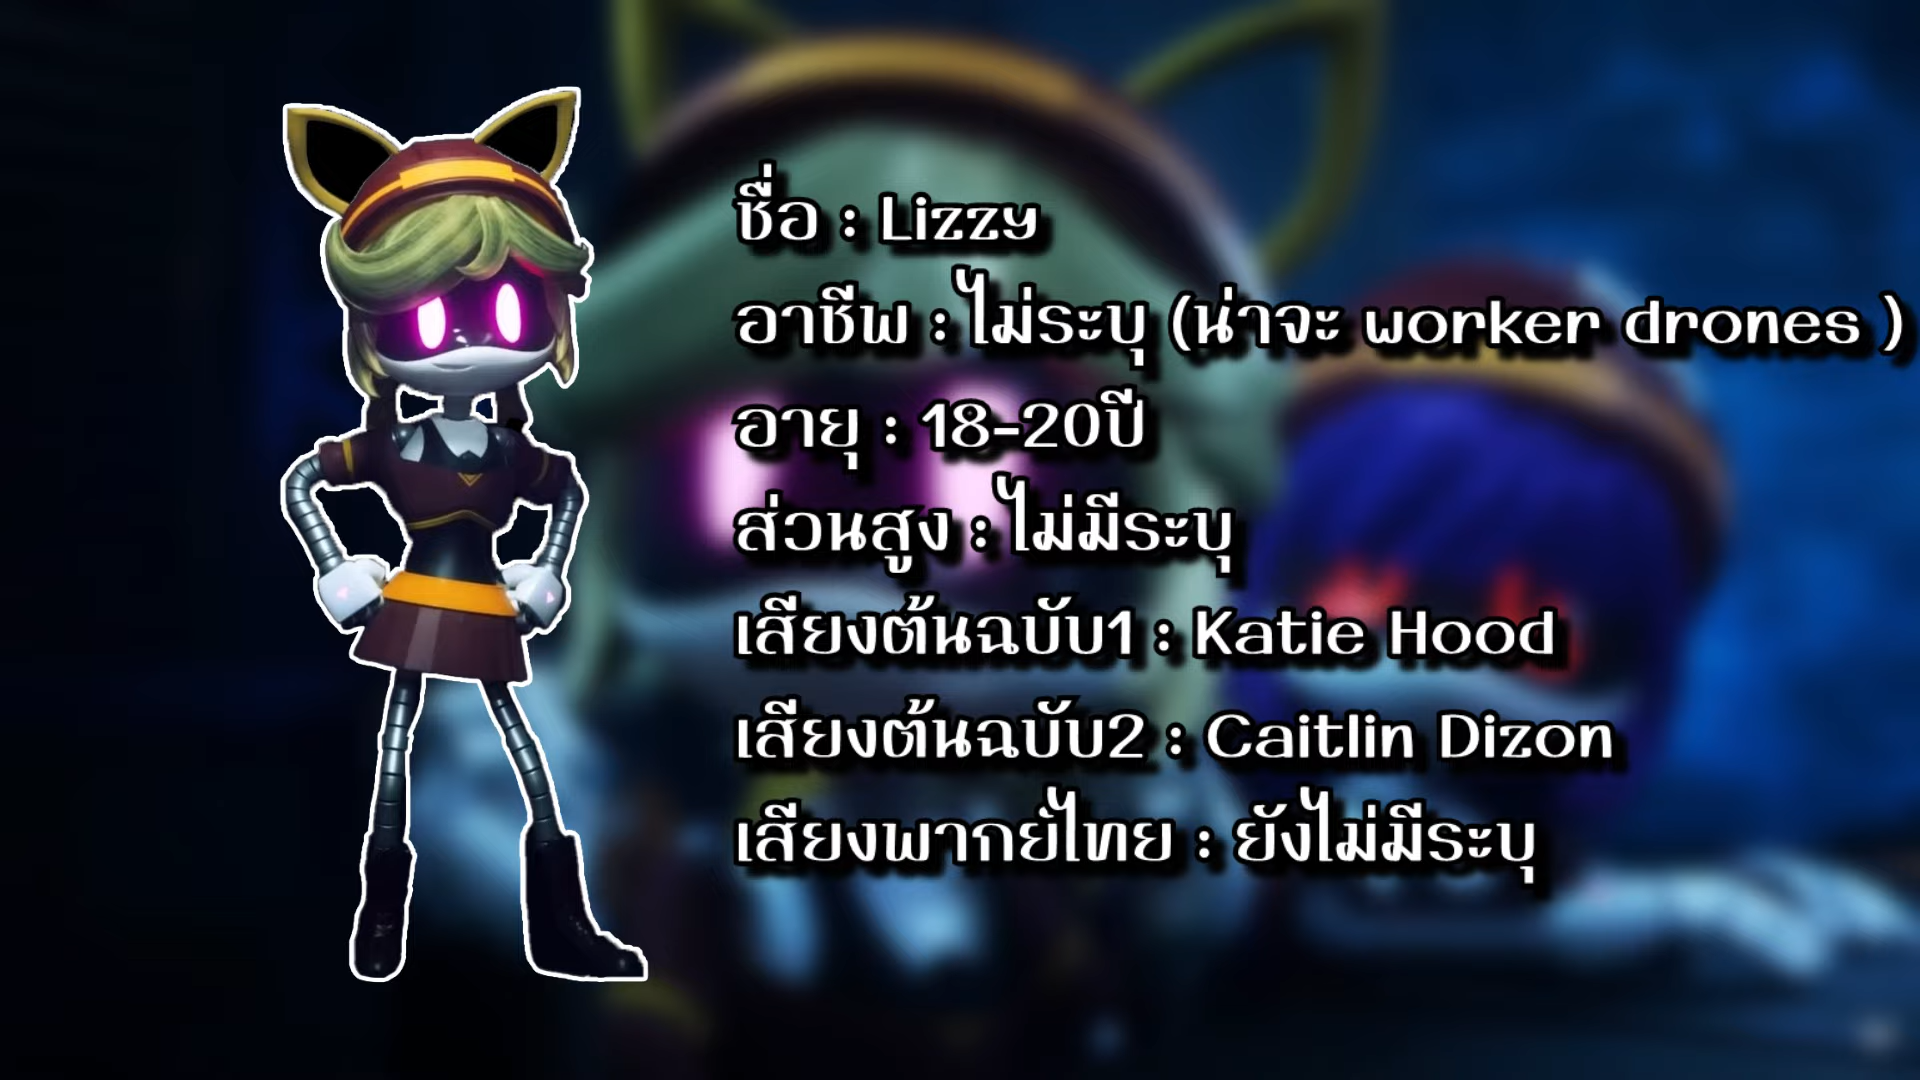 ชื่อ : Lizzy
อาชีพ : ไม่ระบุ (น่าจะ worker drones )
อายุ : 18-20ปี
ส่วนสูง : ไม่มีระบุ
เสียงต้นฉบับ1 : Katie Hood
เสียงต้นฉบับ2 : Caitlin Dizon
เสียงพากย์ไทย : ยังไม่มีระบุ